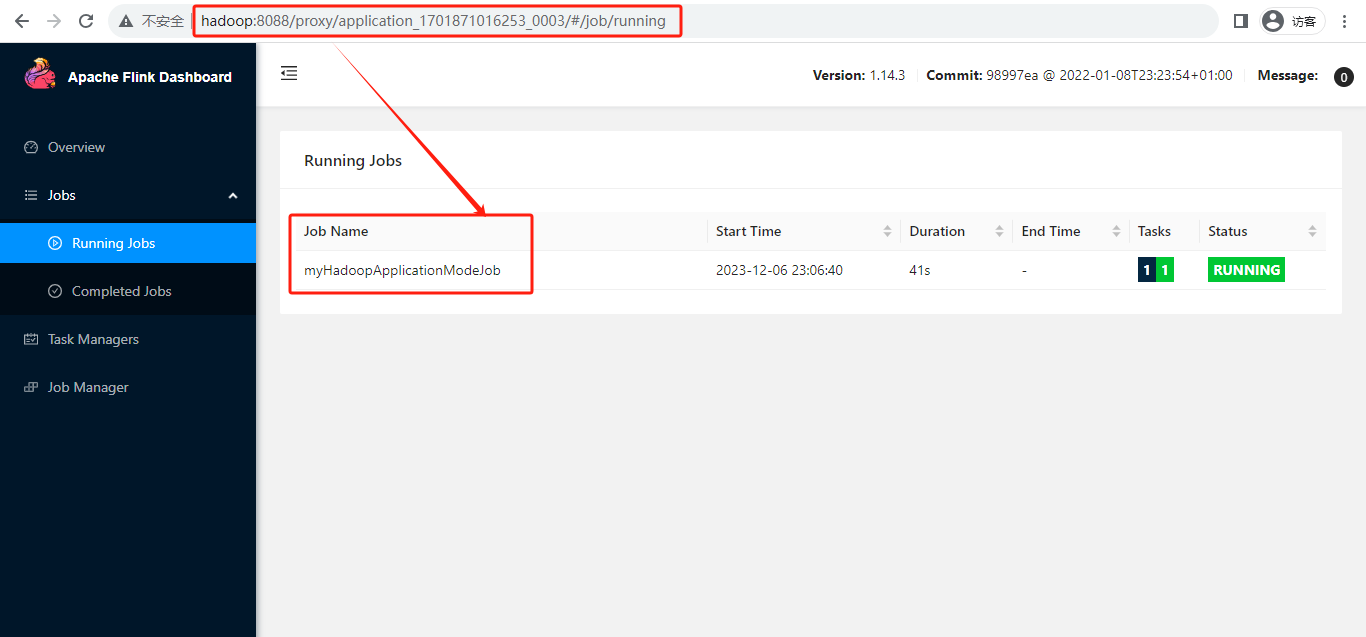 不安全 hadoop:8088/proxy/application_1701871016253_0003/#/job/running 访客
Apache Flink Dashboard
Version: 1.14.3 Commit: 98997ea @ 2022-01-08T23:23:54+01:00 Message: 0
Overview
Jobs
Running Jobs
Completed Jobs
Task Managers
Job Manager
Running Jobs
Job Name Start Time Duration End Time Tasks Status
myHadoopApplicationModeJob 2023-12-06 23:06:40 41s - 1 1 RUNNING